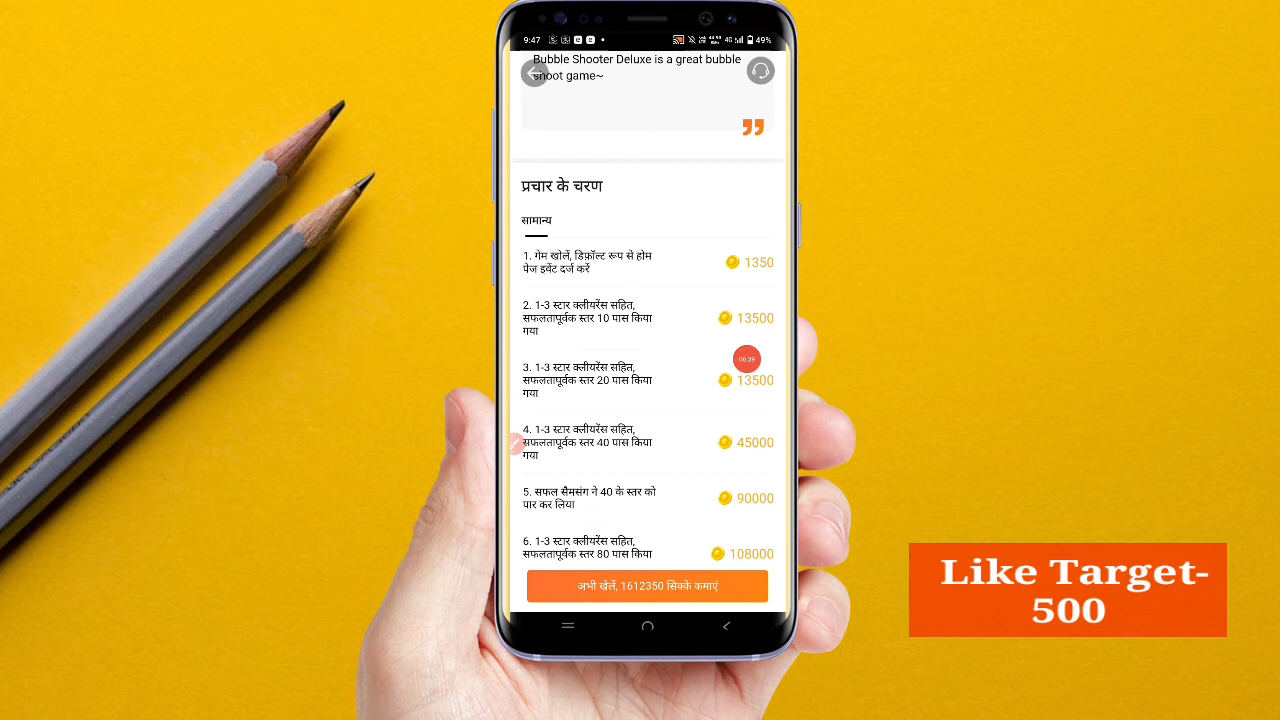 9:47
4G
49%
Bubble Shooter Deluxe is a great bubble
shoot game~
प्रचार के चरण
सामान्य
1. गेम खोलें, डिफ़ॉल्ट रूप से होम
पेज इवेंट दर्ज करें
1350
2. 1-3 स्टार क्लीयरेंस सहित,
सफलतापूर्वक स्तर 10 पास किया
गया
13500
06:09
3. 1-3 स्टार क्लीयरेंस सहित,
सफलतापूर्वक स्तर 20 पास किया
गया
13500
4. 1-3 स्टार क्लीयरेंस सहित,
सफलतापूर्वक स्तर 40 पास किया
गया
45000
5. सफल सैमसंग ने 40 के स्तर को
पार कर लिया
90000
6. 1-3 स्टार क्लीयरेंस सहित,
सफलतापूर्वक स्तर 80 पास किया
108000
अभी खेलें, 1612350 सिक्के कमाएं
Like Target-
500